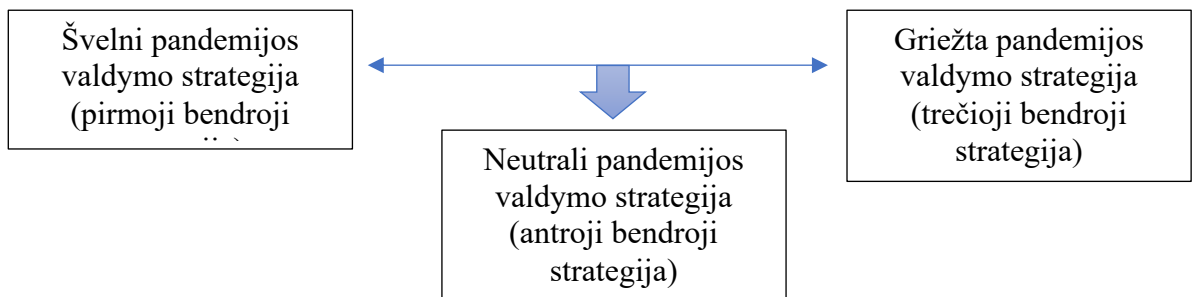 Švelni pandemijos
valdymo strategija
(pirmoji bendroji
Griežta pandemijos
valdymo strategija
(trečioji bendroji
strategija)
Neutrali pandemijos
valdymo strategija
(antroji bendroji
strategija)